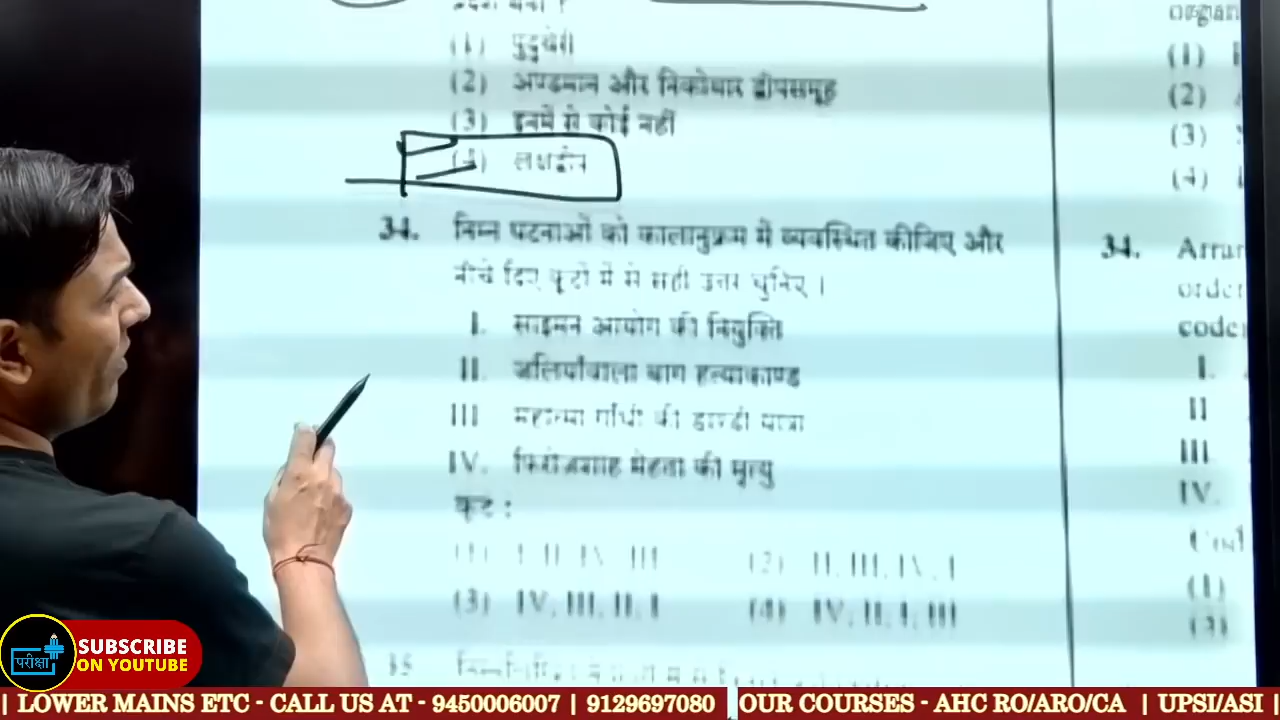 (1) पुदुचेरी
(2) अण्डमान और निकोबार द्वीपसमूह
(3) इनमें से कोई नहीं
(4) लक्षद्वीप
34. निम्न घटनाओं को कालानुक्रम में व्यवस्थित कीजिए और
नीचे दिए कूटों में से सही उत्तर चुनिए ।
I. साइमन आयोग की नियुक्ति
II. जलियाँवाला बाग हत्याकाण्ड
III महात्मा गाँधी की डाण्डी यात्रा
IV. फिरोजशाह मेहता की मृत्यु
कूट :
(1) I, II, IV, III (2) II, III, IV, I
(3) IV, III, II, I (4) IV, II, I, III
organ
(1)
(2)
(3)
(4)
34. Arran
order
code
I.
II
III
IV.
Cod
(1)
(3)
परीक्षा
SUBSCRIBE
ON YOUTUBE
| LOWER MAINS ETC - CALL US AT - 9450006007 | 9129697080 | OUR COURSES - AHC RO/ARO/CA | UPSI/ASI |